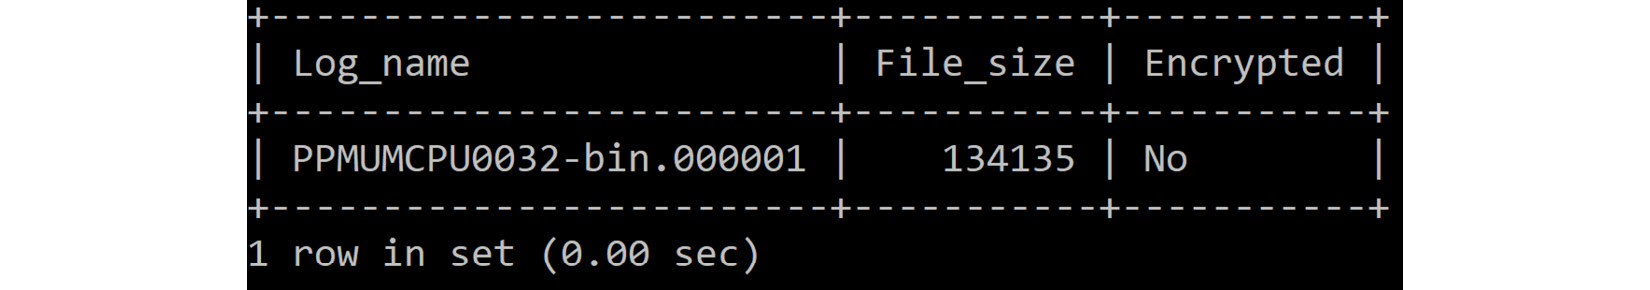 +-------------------------+-----------+-----------+
| Log_name                | File_size | Encrypted |
+-------------------------+-----------+-----------+
| PPMUMCPU0032-bin.000001 |    134135 | No        |
+-------------------------+-----------+-----------+
1 row in set (0.00 sec)